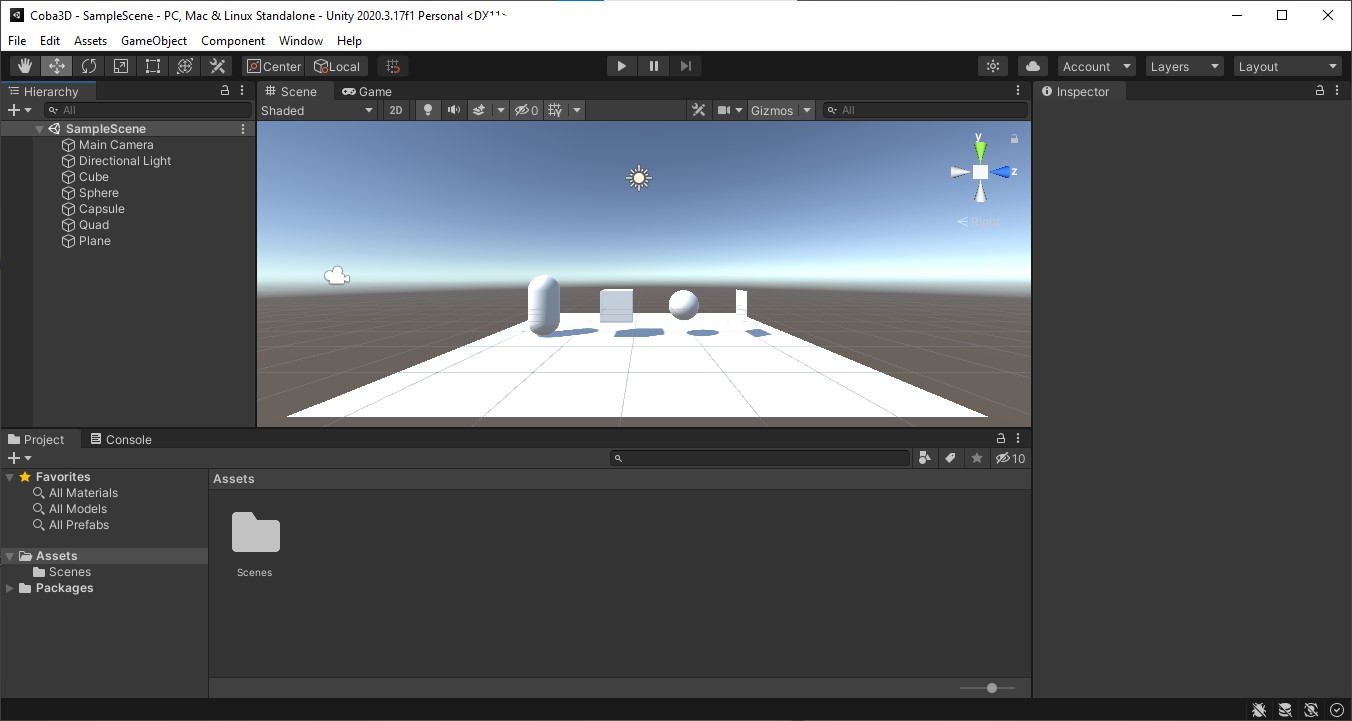 Coba3D - SampleScene - PC, Mac & Linux Standalone - Unity 2020.3.17f1 Personal
File Edit Assets GameObject Component Window Help
Center Local Account Layers Layout
Hierarchy
All
SampleScene
Main Camera
Directional Light
Cube
Sphere
Capsule
Quad
Plane
Scene Game
Shaded 2D 0 Gizmos All
y
z
Right
Inspector
Project Console
10
Favorites
All Materials
All Models
All Prefabs
Assets
Scenes
Packages
Assets
Scenes